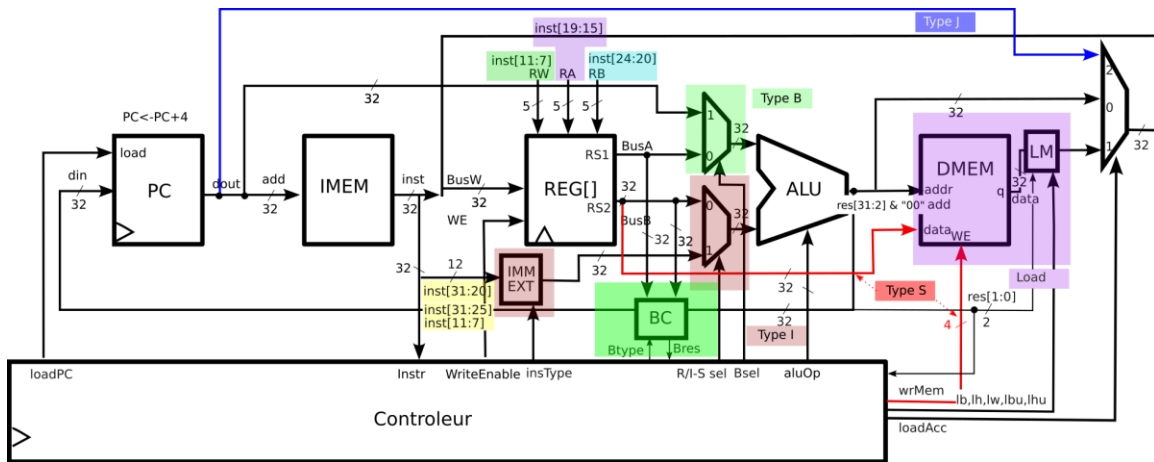 Type J
inst[19:15]
inst[11:7]
inst[24:20]
RW
RA
RB
32
5
5
5
Type B
32
32
PC<-PC+4
load
din
32
PC
dout
add
32
IMEM
inst
32
BusW
32
WE
REG[]
RS1
RS2
BusA
32
BusB
32
32
1
0
32
0
1
32
ALU
32
res[31:2] & "00"
addr
add
data
DMEM
WE
q
32
data
LM
Load
2
0
1
32
32
12
IMM
EXT
32
inst[31:20]
inst[31:25]
inst[11:7]
BC
Btype
Bres
32
32
Type I
Type S
res[1:0]
2
4
loadPC
Instr
WriteEnable
insType
R/I-S sel
Bsel
aluOp
wrMem
lb,lh,lw,lbu,lhu
loadAcc
Controleur